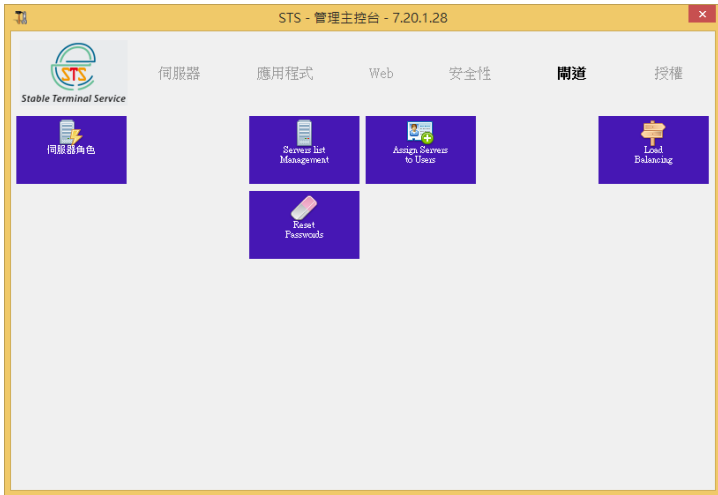 STS - 管理主控台 - 7.20.1.28
STS
Stable Terminal Service
伺服器
應用程式
Web
安全性
閘道
授權
伺服器角色
Servers list
Management
Assign Servers
to Users
Load
Balancing
Reset
Passwords